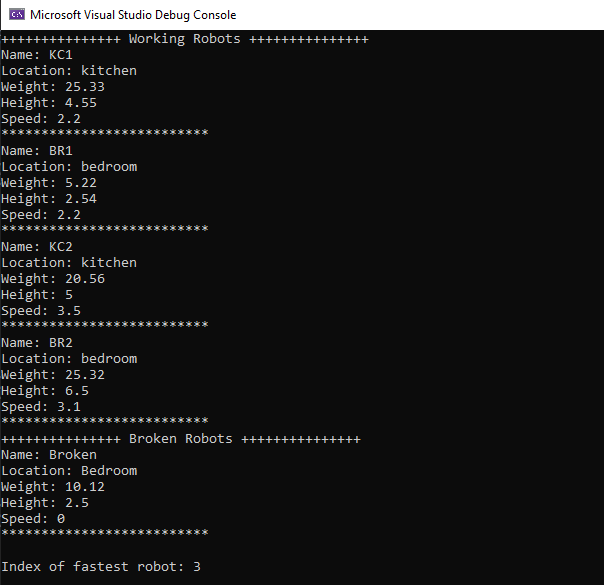 C:\ Microsoft Visual Studio Debug Console
+++++++++++++++ Working Robots +++++++++++++++
Name: KC1
Location: kitchen
Weight: 25.33
Height: 4.55
Speed: 2.2
**************************
Name: BR1
Location: bedroom
Weight: 5.22
Height: 2.54
Speed: 2.2
**************************
Name: KC2
Location: kitchen
Weight: 20.56
Height: 5
Speed: 3.5
**************************
Name: BR2
Location: bedroom
Weight: 25.32
Height: 6.5
Speed: 3.1
**************************
+++++++++++++++ Broken Robots +++++++++++++++
Name: Broken
Location: Bedroom
Weight: 10.12
Height: 2.5
Speed: 0
**************************
Index of fastest robot: 3